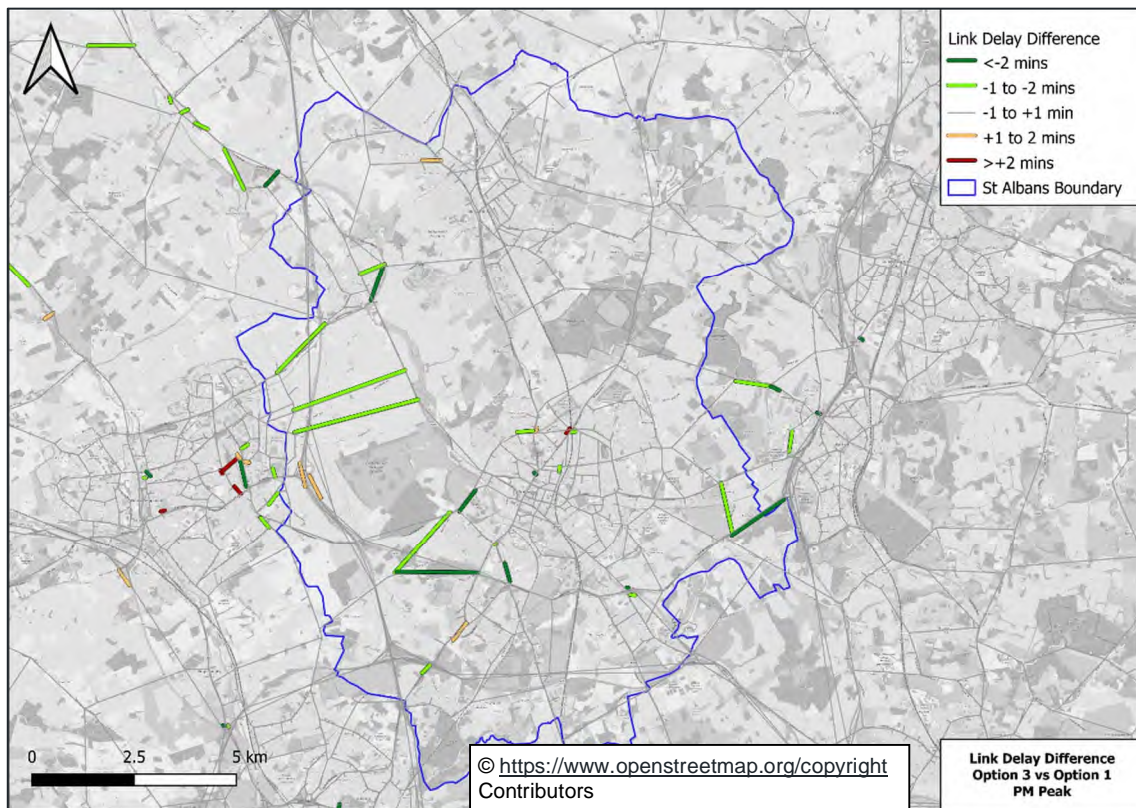 Link Delay Difference
<-2 mins
-1 to -2 mins
-1 to +1 min
+1 to 2 mins
>+2 mins
St Albans Boundary
0 2.5 5 km
© https://www.openstreetmap.org/copyright
Contributors
Link Delay Difference
Option 3 vs Option 1
PM Peak